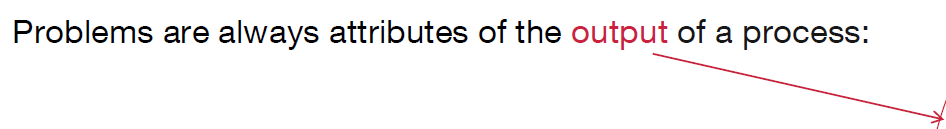 Problems are always attributes of the output of a process: